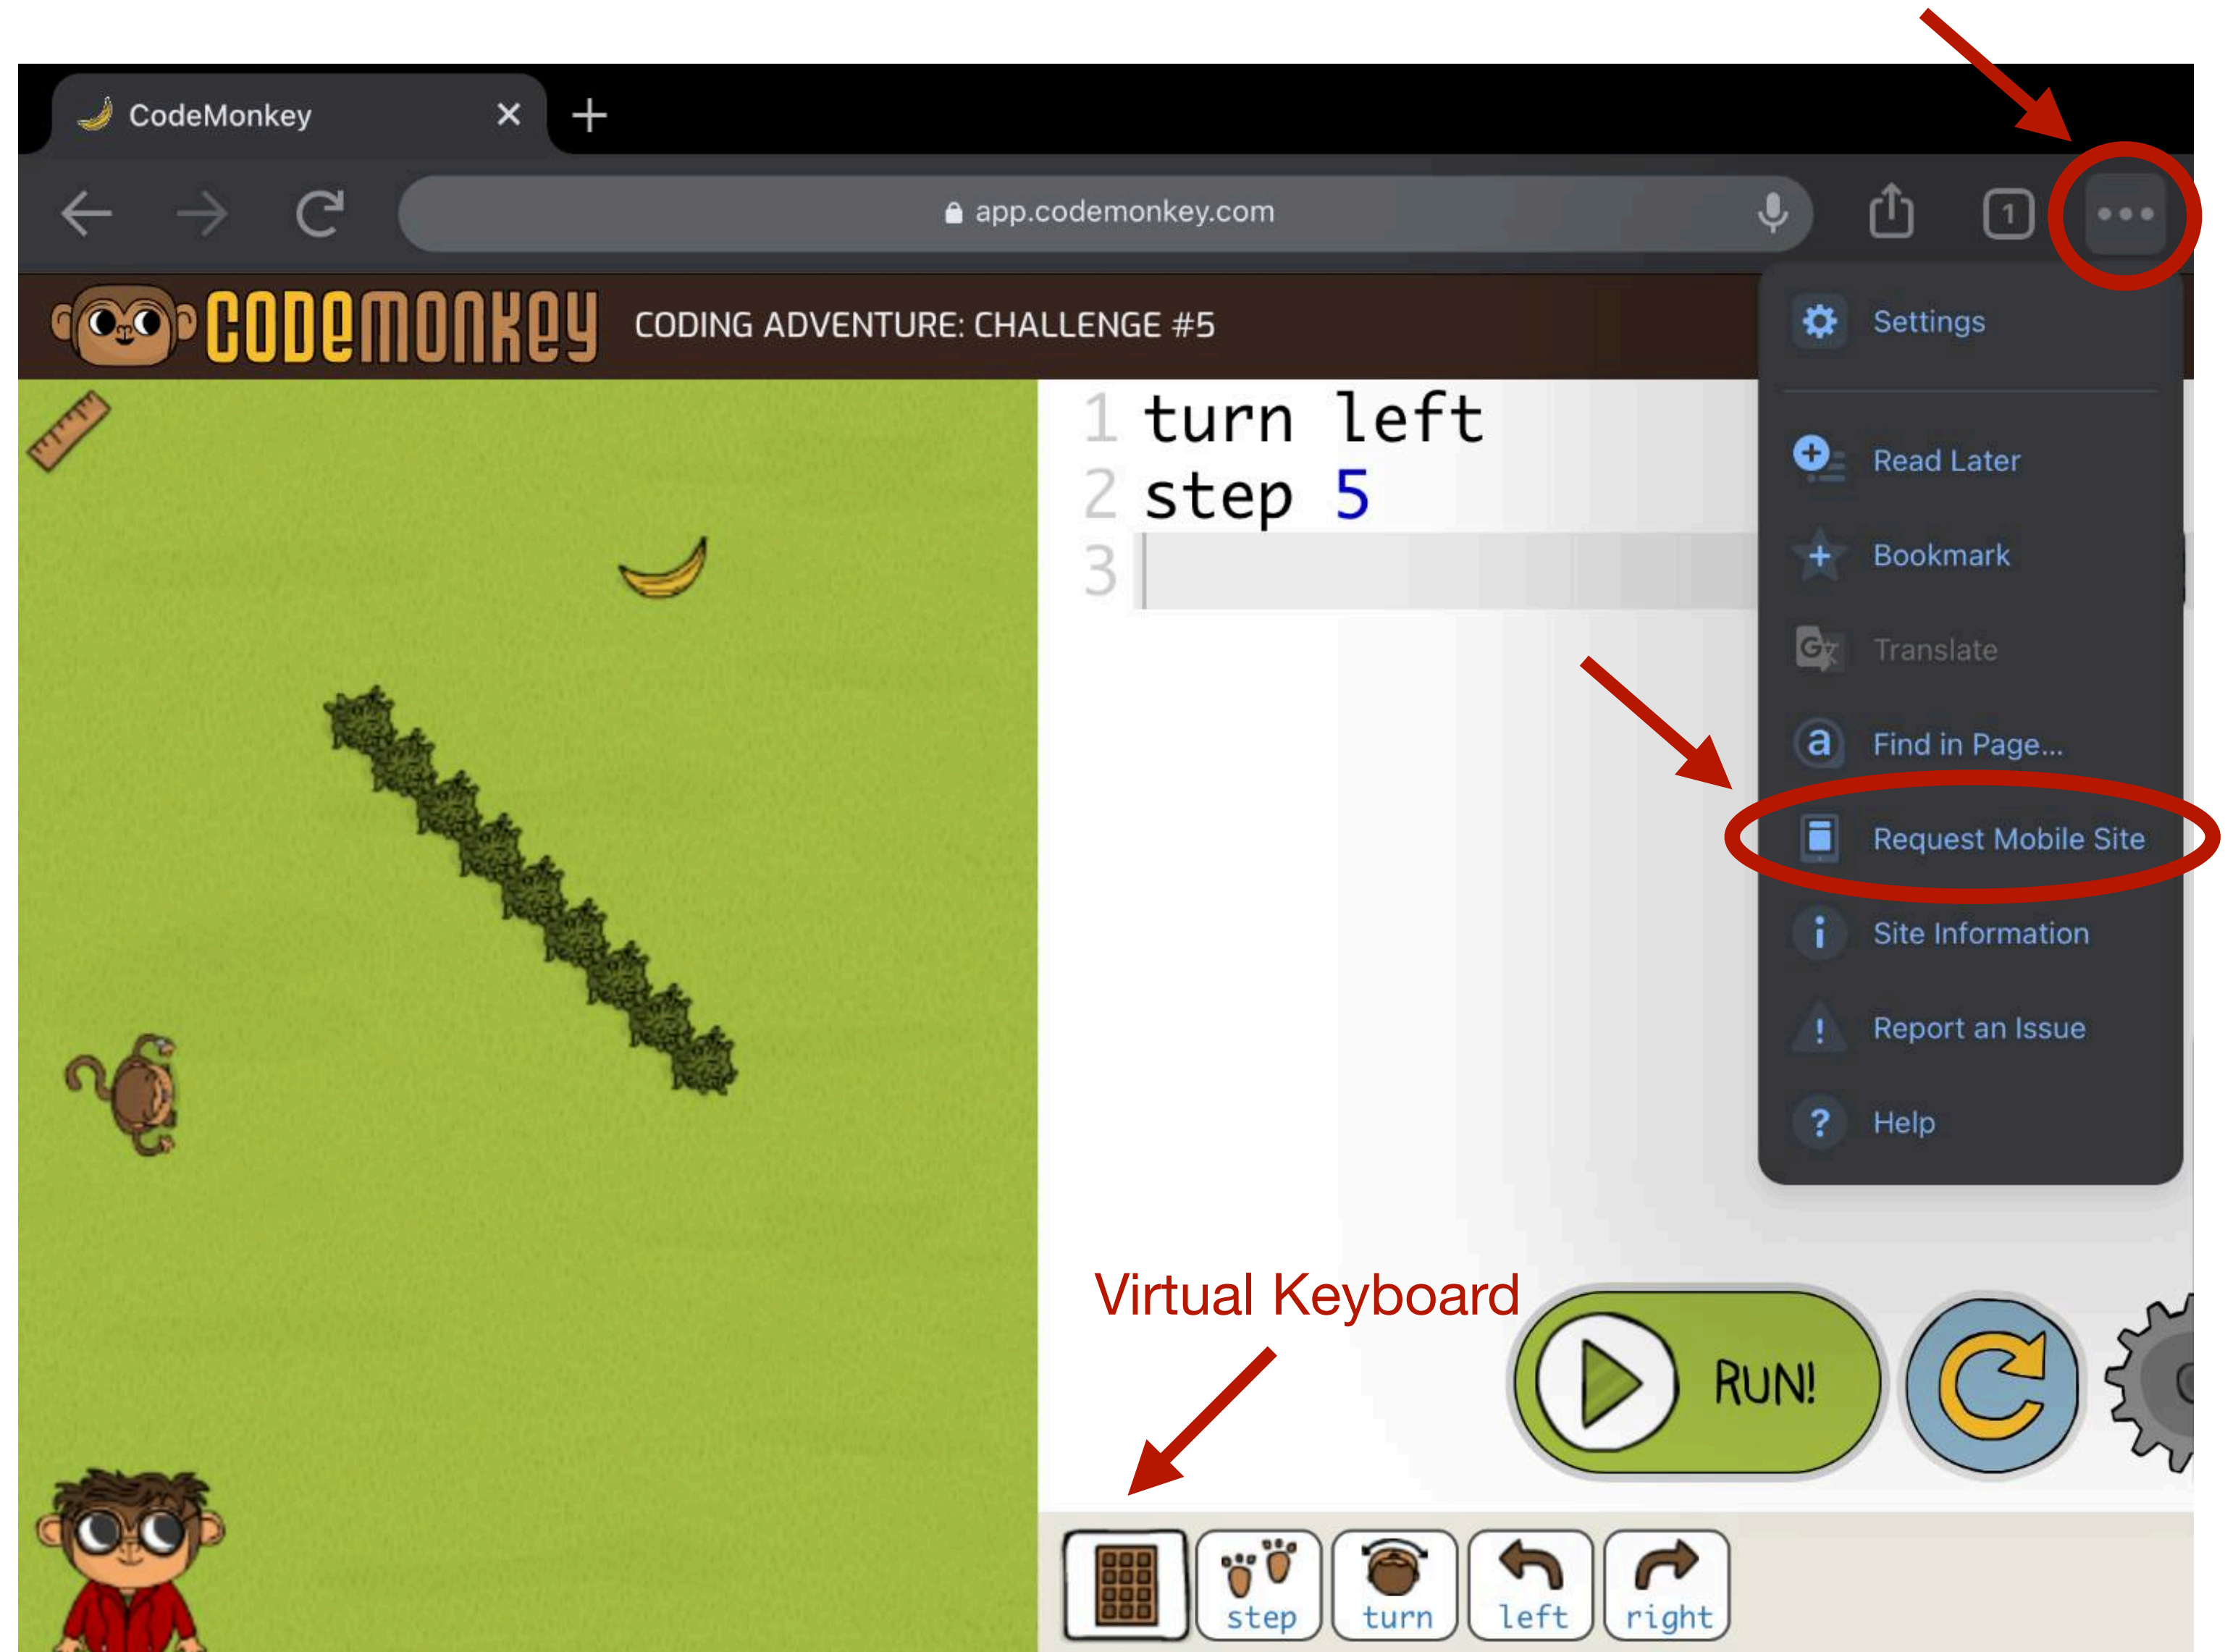 CodeMonkey
app.codemonkey.com
1
CODEMONKEY
CODING ADVENTURE: CHALLENGE #5
1 turn left
2 step 5
3
Settings
Read Later
Bookmark
Translate
Find in Page...
Request Mobile Site
Site Information
Report an Issue
Help
Virtual Keyboard
RUN!
step
turn
left
right